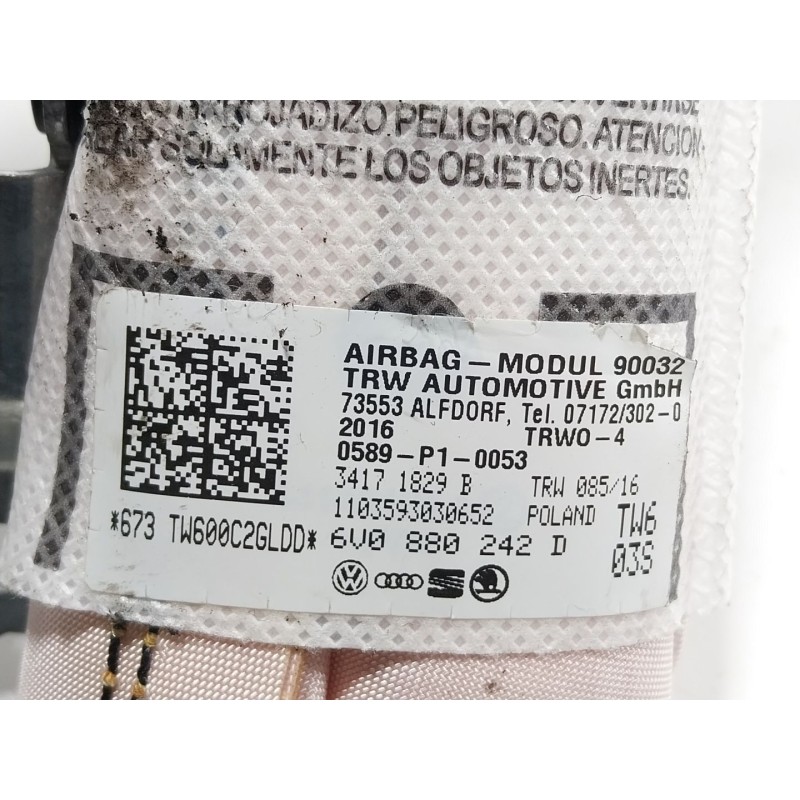 PELIGROSO. ATENCION.
SOLAMENTE LOS OBJETOS INERTES.
AIRBAG – MODUL 90032
TRW AUTOMOTIVE GmbH
73553 ALFDORF, Tel. 07172/302-0
2016 TRWO-4
0589-P1-0053
3417 1829 B TRW 085/16
1103593030652 POLAND TW6
*673 TW600C2GLDD* 6V0 880 242 D 03S